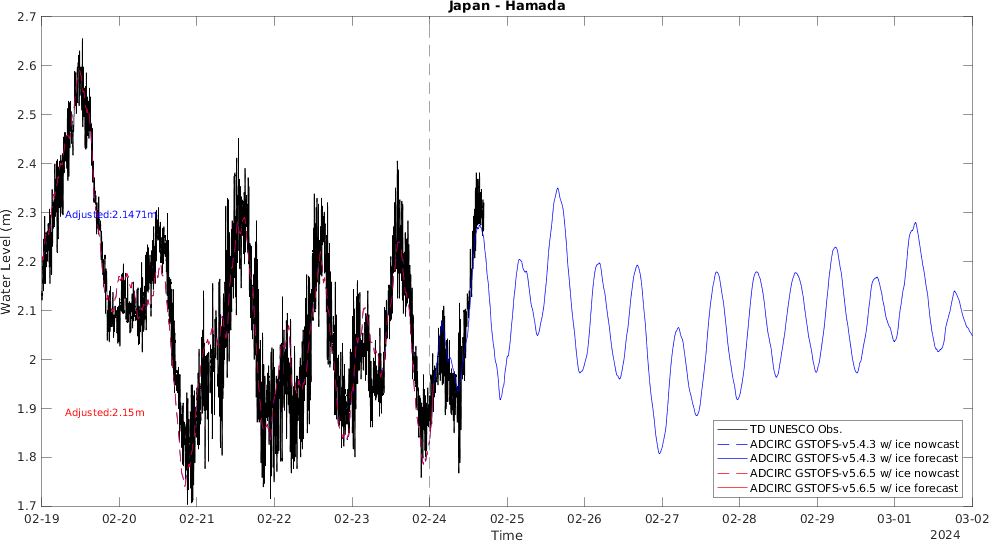 Japan - Hamada
2.7
2.6
2.5
2.4
2.3
2.2
2.1
2
1.9
1.8
1.7
Water Level (m)
Adjusted:2.1471m
Adjusted:2.15m
TD UNESCO Obs.
ADCIRC GSTOFS-v5.4.3 w/ ice nowcast
ADCIRC GSTOFS-v5.4.3 w/ ice forecast
ADCIRC GSTOFS-v5.6.5 w/ ice nowcast
ADCIRC GSTOFS-v5.6.5 w/ ice forecast
02-19 02-20 02-21 02-22 02-23 02-24 02-25 02-26 02-27 02-28 02-29 03-01 03-02
Time
2024